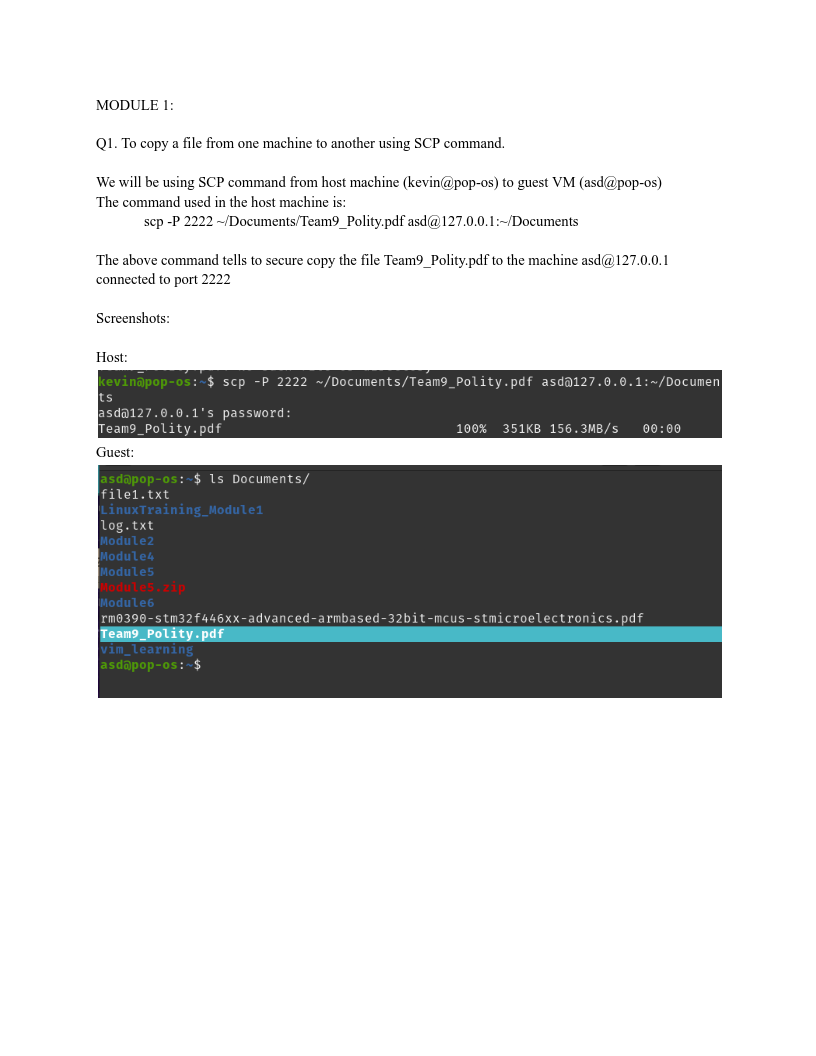 MODULE 1:
Q1. To copy a file from one machine to another using SCP command.
We will be using SCP command from host machine (kevin@pop-os) to guest VM (asd@pop-os)
The command used in the host machine is:
scp -P 2222 ~/Documents/Team9_Polity.pdf asd@127.0.0.1:~/Documents
The above command tells to secure copy the file Team9_Polity.pdf to the machine asd@127.0.0.1
connected to port 2222
Screenshots:
Host:
kevin@pop-os:~$ scp -P 2222 ~/Documents/Team9_Polity.pdf asd@127.0.0.1:~/Documen
ts
asd@127.0.0.1's password:
Team9_Polity.pdf 100% 351KB 156.3MB/s 00:00
Guest:
asd@pop-os:~$ ls Documents/
file1.txt
LinuxTraining_Module1
log.txt
Module2
Module4
Module5
Module5.zip
Module6
rm0390-stm32f446xx-advanced-armbased-32bit-mcus-stmicroelectronics.pdf
Team9_Polity.pdf
vim_learning
asd@pop-os:~$